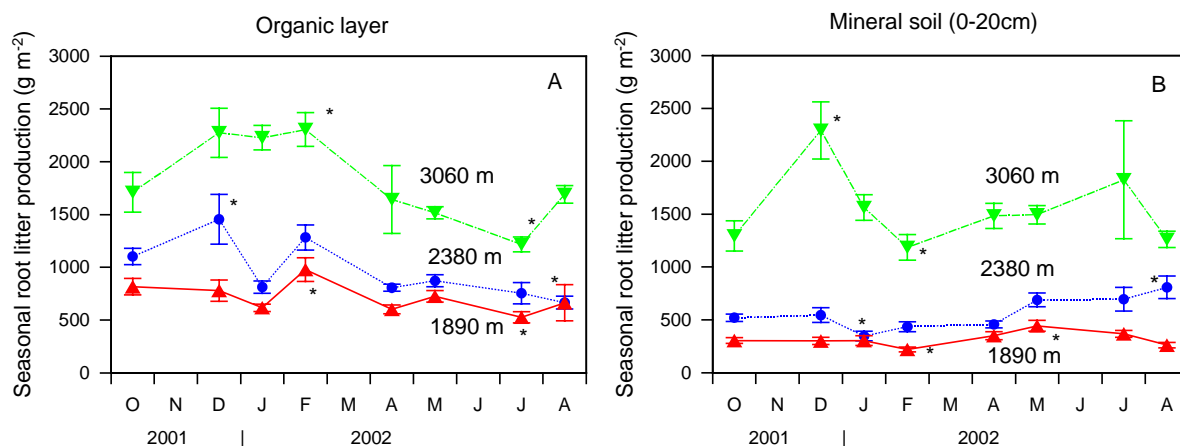 Organic layer
Seasonal root litter production (g m-2)
3000
2500
2000
1500
1000
500
0
A
*
*
3060 m
*
2380 m
*
*
1890 m
*
O N D J F M A M J J A
2001 | 2002
Mineral soil (0-20cm)
Seasonal root litter production (g m-2)
3000
2500
2000
1500
1000
500
0
B
*
3060 m
*
2380 m
*
*
*
*
1890 m
O N D J F M A M J J A
2001 | 2002